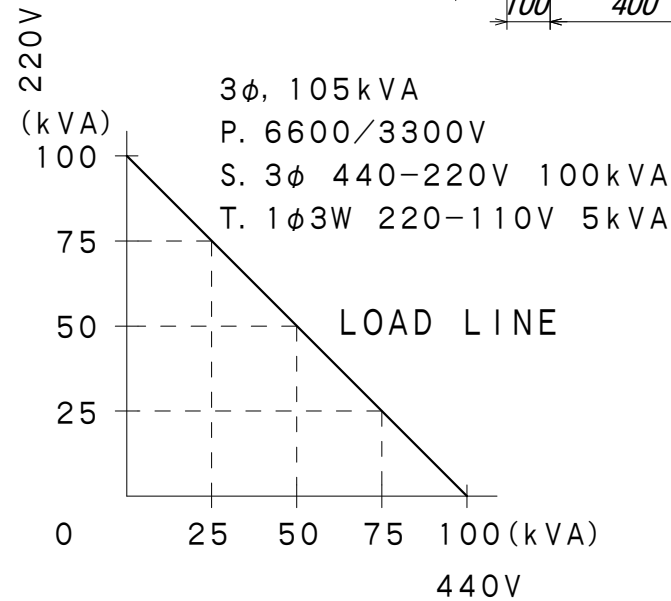 100 400
220V
(kVA)
3φ, 105kVA
P. 6600/3300V
S. 3φ 440-220V 100kVA
T. 1φ3W 220-110V 5kVA
100
75
50
25
LOAD LINE
0 25 50 75 100(kVA)
440V